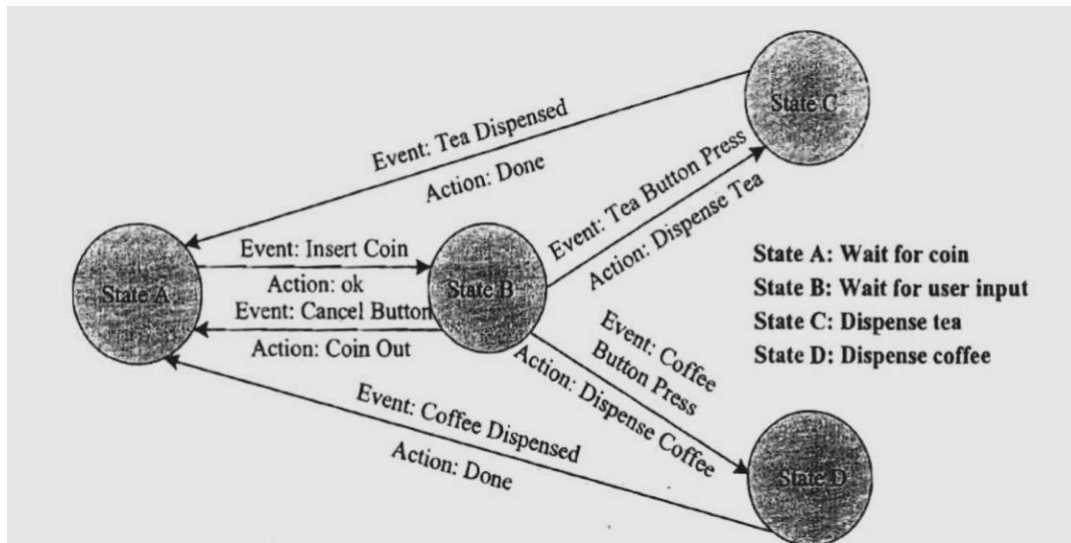 State C
Event: Tea Dispensed
Action: Done
Event: Tea Button Press
Action: Dispense Tea
State A
Event: Insert Coin
Action: ok
Event: Cancel Button
Action: Coin Out
State B
State A: Wait for coin
State B: Wait for user input
State C: Dispense tea
State D: Dispense coffee
Event: Coffee
Button Press
Action: Dispense Coffee
Event: Coffee Dispensed
Action: Done
State D